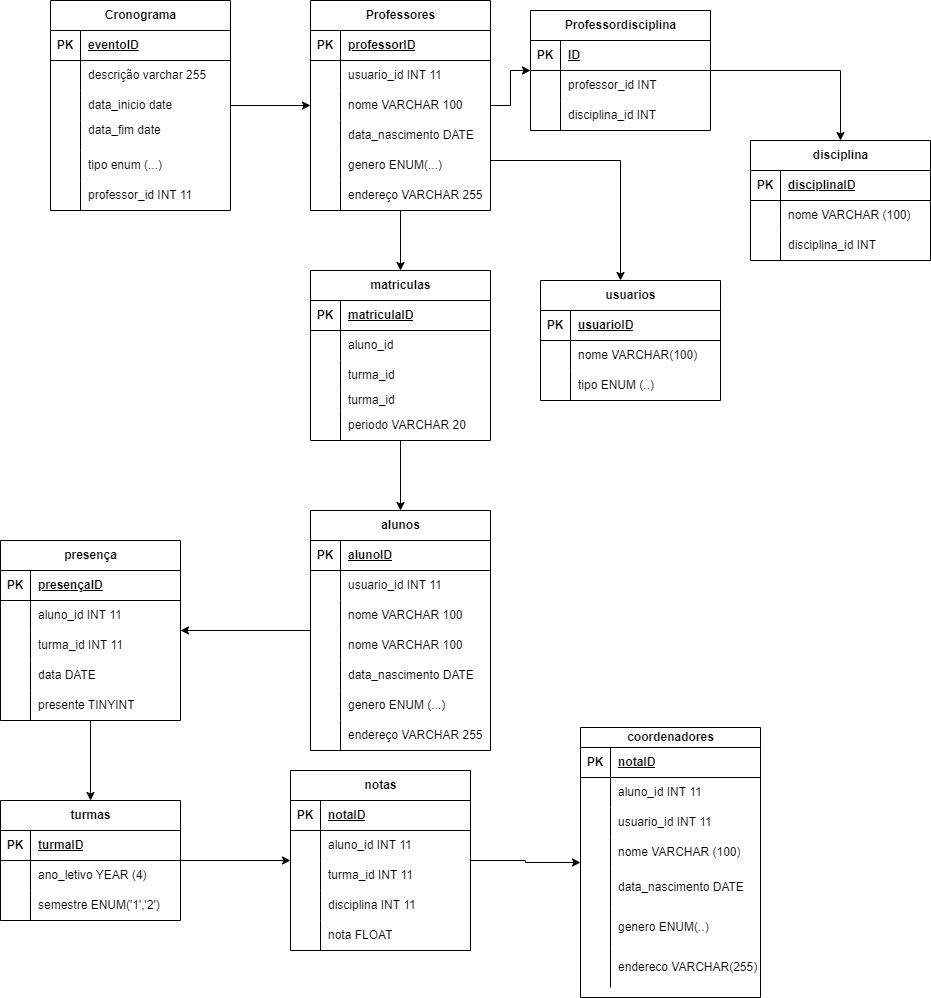 Cronograma
PK eventoID
descrição varchar 255
data_inicio date
data_fim date
tipo enum (...)
professor_id INT 11
Professores
PK professorID
usuario_id INT 11
nome VARCHAR 100
data_nascimento DATE
genero ENUM(...)
endereço VARCHAR 255
Professordisciplina
PK ID
professor_id INT
disciplina_id INT
disciplina
PK disciplinaID
nome VARCHAR (100)
disciplina_id INT
matriculas
PK matriculaID
aluno_id
turma_id
turma_id
periodo VARCHAR 20
usuarios
PK usuarioID
nome VARCHAR(100)
tipo ENUM (..)
alunos
PK alunoID
usuario_id INT 11
nome VARCHAR 100
nome VARCHAR 100
data_nascimento DATE
genero ENUM (...)
endereço VARCHAR 255
presença
PK presençaID
aluno_id INT 11
turma_id INT 11
data DATE
presente TINYINT
turmas
PK turmaID
ano_letivo YEAR (4)
semestre ENUM('1','2')
notas
PK notaID
aluno_id INT 11
turma_id INT 11
disciplina INT 11
nota FLOAT
coordenadores
PK notaID
aluno_id INT 11
usuario_id INT 11
nome VARCHAR (100)
data_nascimento DATE
genero ENUM(..)
endereco VARCHAR(255)